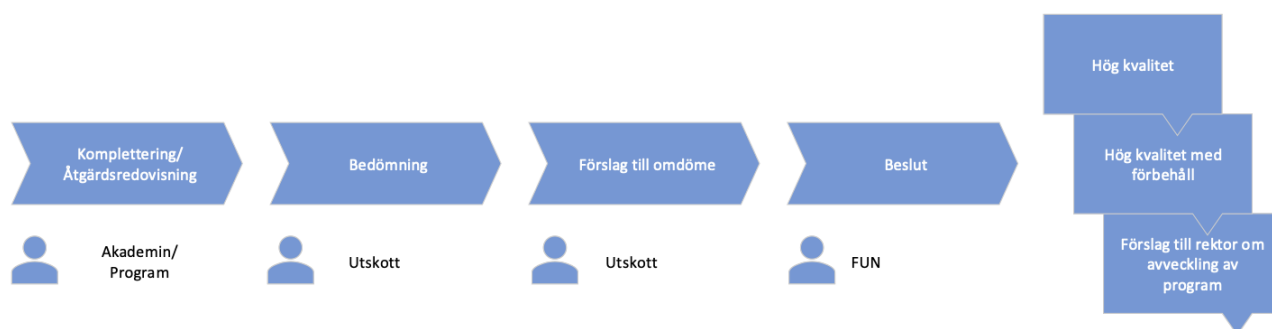 Komplettering/
Åtgärdsredovisning
Bedömning
Förslag till omdöme
Beslut
Akademin/
Program
Utskott
Utskott
FUN
Hög kvalitet
Hög kvalitet med
förbehåll
Förslag till rektor om
avveckling av
program